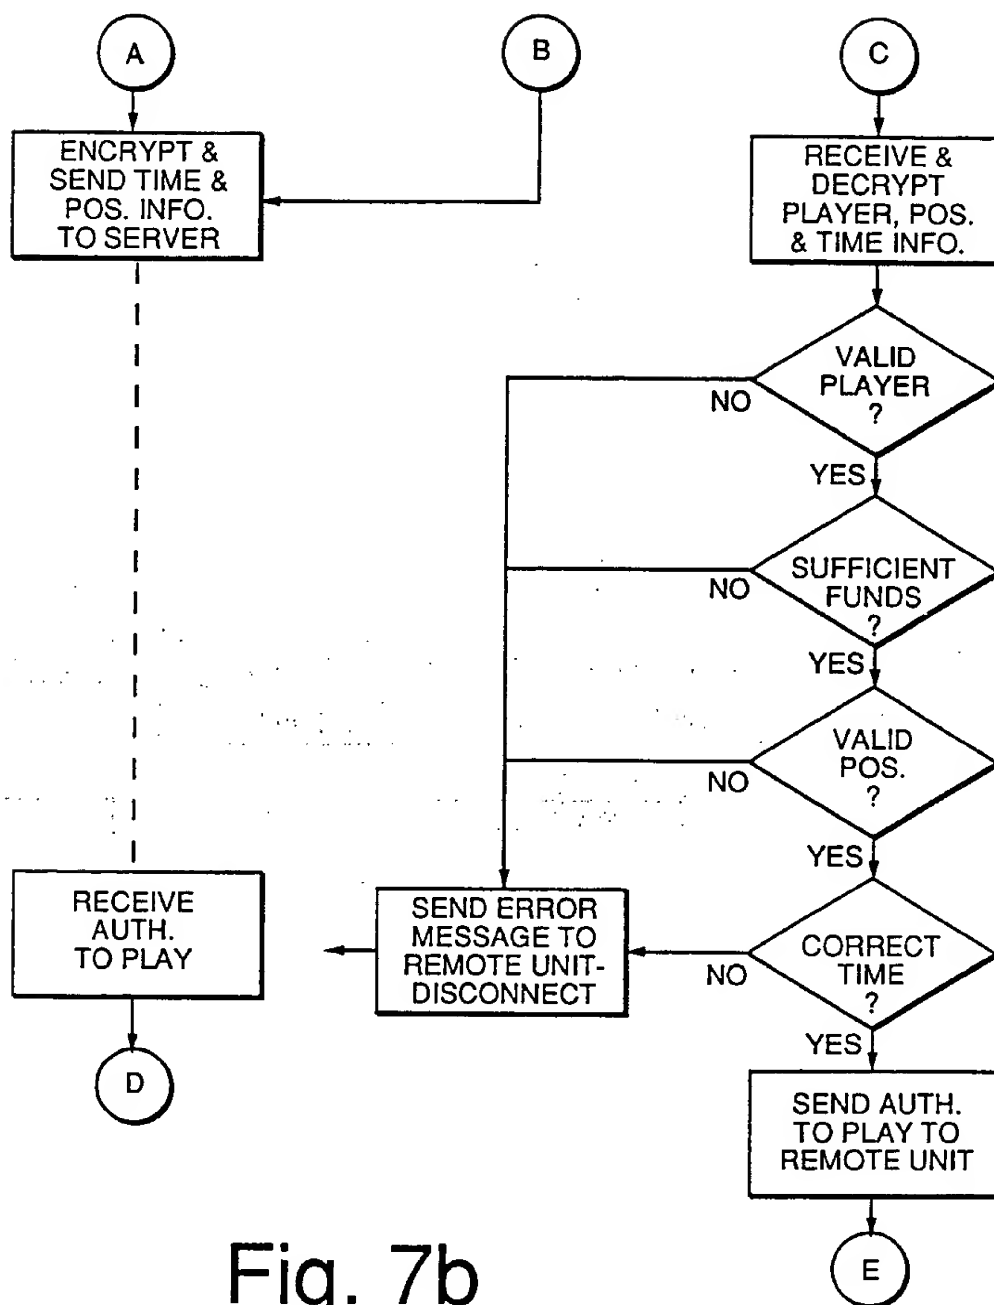 A
B
C
ENCRYPT &
SEND TIME &
POS. INFO.
TO SERVER
RECEIVE &
DECRYPT
PLAYER, POS.
& TIME INFO.
VALID
PLAYER
?
NO
YES
SUFFICIENT
FUNDS
?
NO
YES
VALID
POS.
?
NO
YES
RECEIVE
AUTH.
TO PLAY
SEND ERROR
MESSAGE TO
REMOTE UNIT-
DISCONNECT
CORRECT
TIME
?
NO
YES
D
SEND AUTH.
TO PLAY TO
REMOTE UNIT
E
Fig. 7b